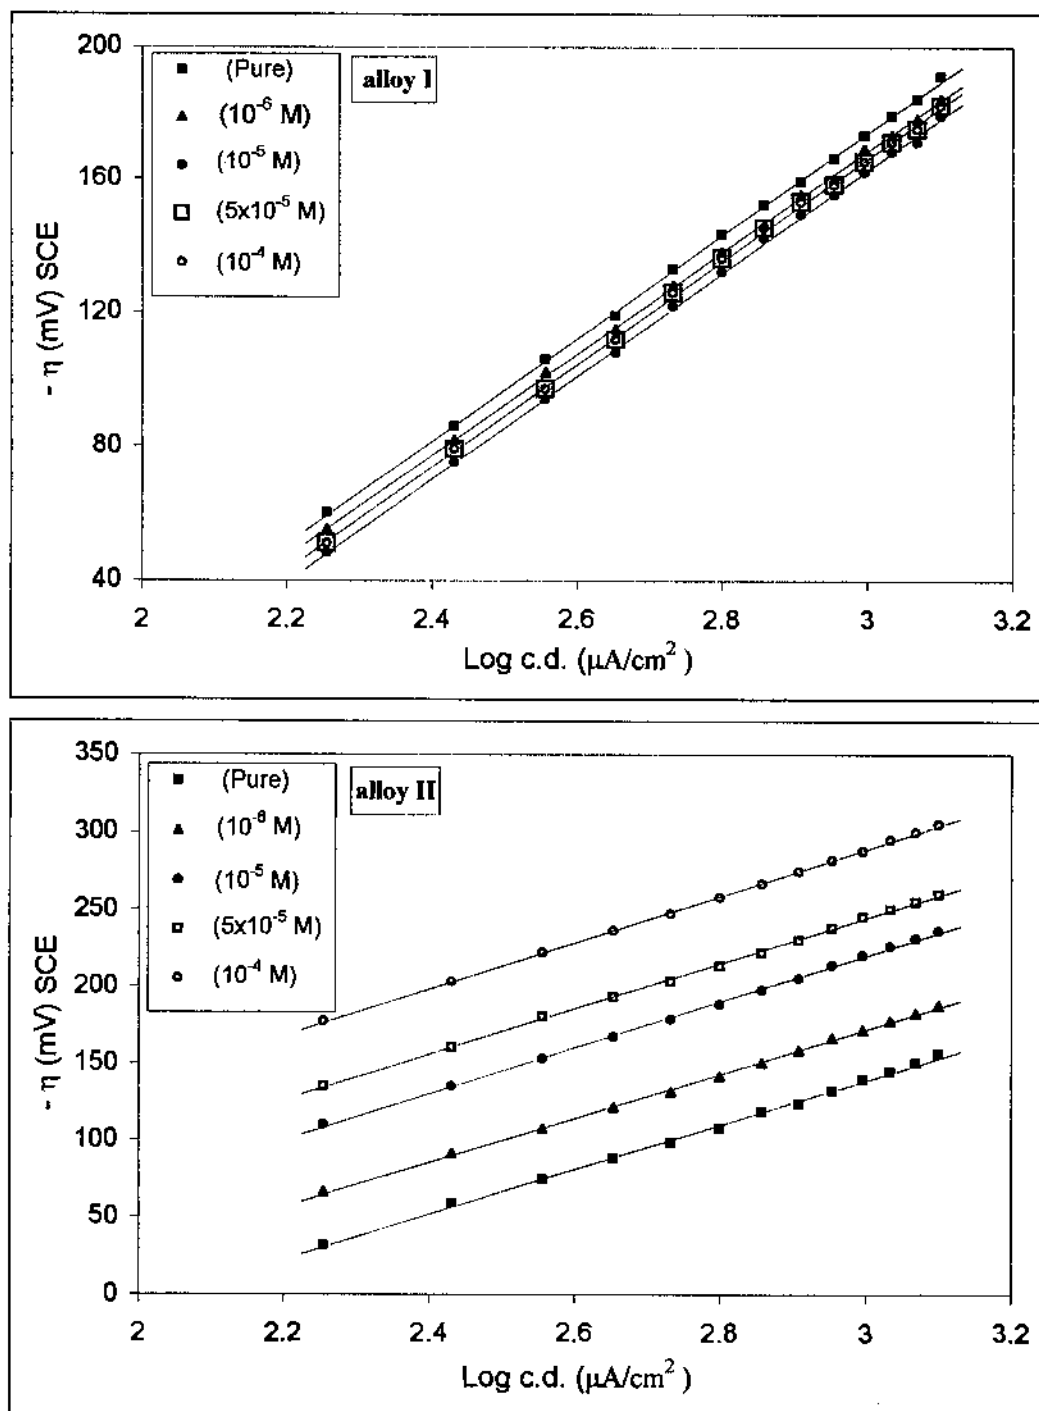 200
160
120
80
40
- η (mV) SCE
(Pure)
(10⁻⁶ M)
(10⁻⁵ M)
(5x10⁻⁵ M)
(10⁻⁴ M)
alloy I
2 2.2 2.4 2.6 2.8 3 3.2
Log c.d. (μA/cm²)
350
300
250
200
150
100
50
0
- η (mV) SCE
(Pure)
(10⁻⁶ M)
(10⁻⁵ M)
(5x10⁻⁵ M)
(10⁻⁴ M)
alloy II
2 2.2 2.4 2.6 2.8 3 3.2
Log c.d. (μA/cm²)